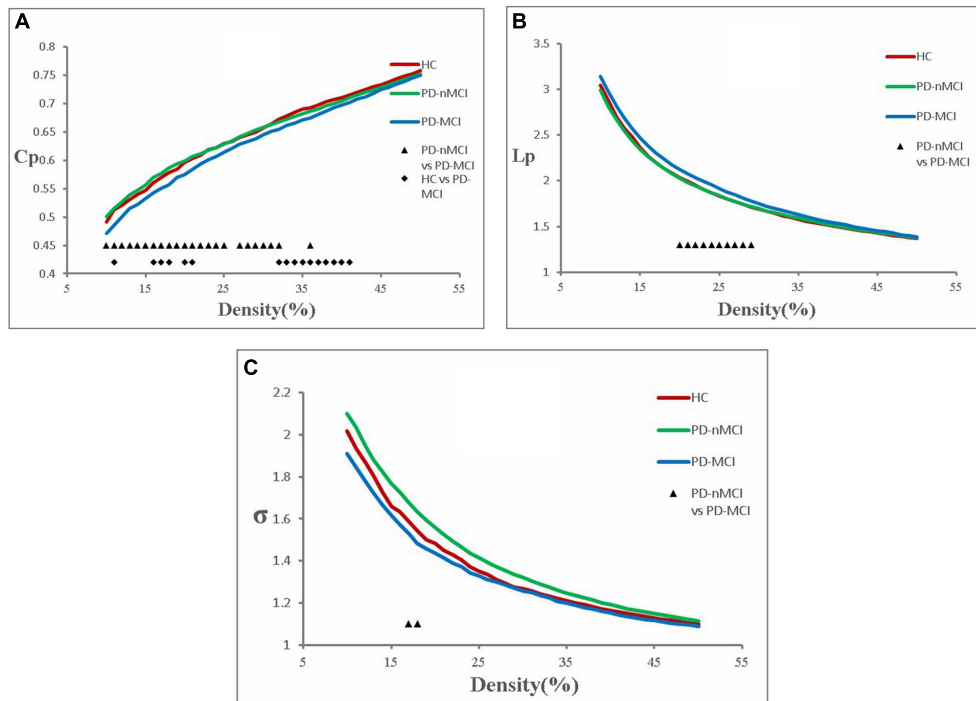 A
0.8
0.75
0.7
0.65
0.6
0.55
0.5
0.45
0.4
Cp
5
15
25
35
45
55
Density(%)
HC
PD-nMCI
PD-MCI
PD-nMCI
vs PD-MCI
HC vs PD-
MCI
B
3.5
3
2.5
2
1.5
1
Lp
5
15
25
35
45
55
Density(%)
HC
PD-nMCI
PD-MCI
PD-nMCI
vs PD-MCI
C
2.2
2
1.8
1.6
1.4
1.2
1
σ
5
15
25
35
45
55
Density(%)
HC
PD-nMCI
PD-MCI
PD-nMCI
vs PD-MCI